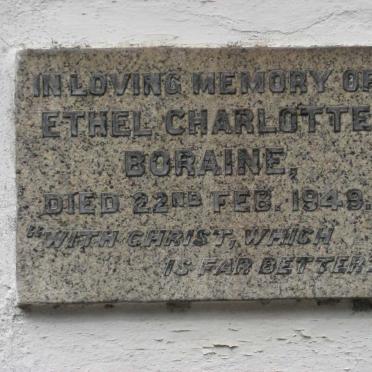 IN LOVING MEMORY OF
ETHEL CHARLOTTE
BORAINE,
DIED 22ND FEB. 1949.
"WITH CHRIST, WHICH
IS FAR BETTER"